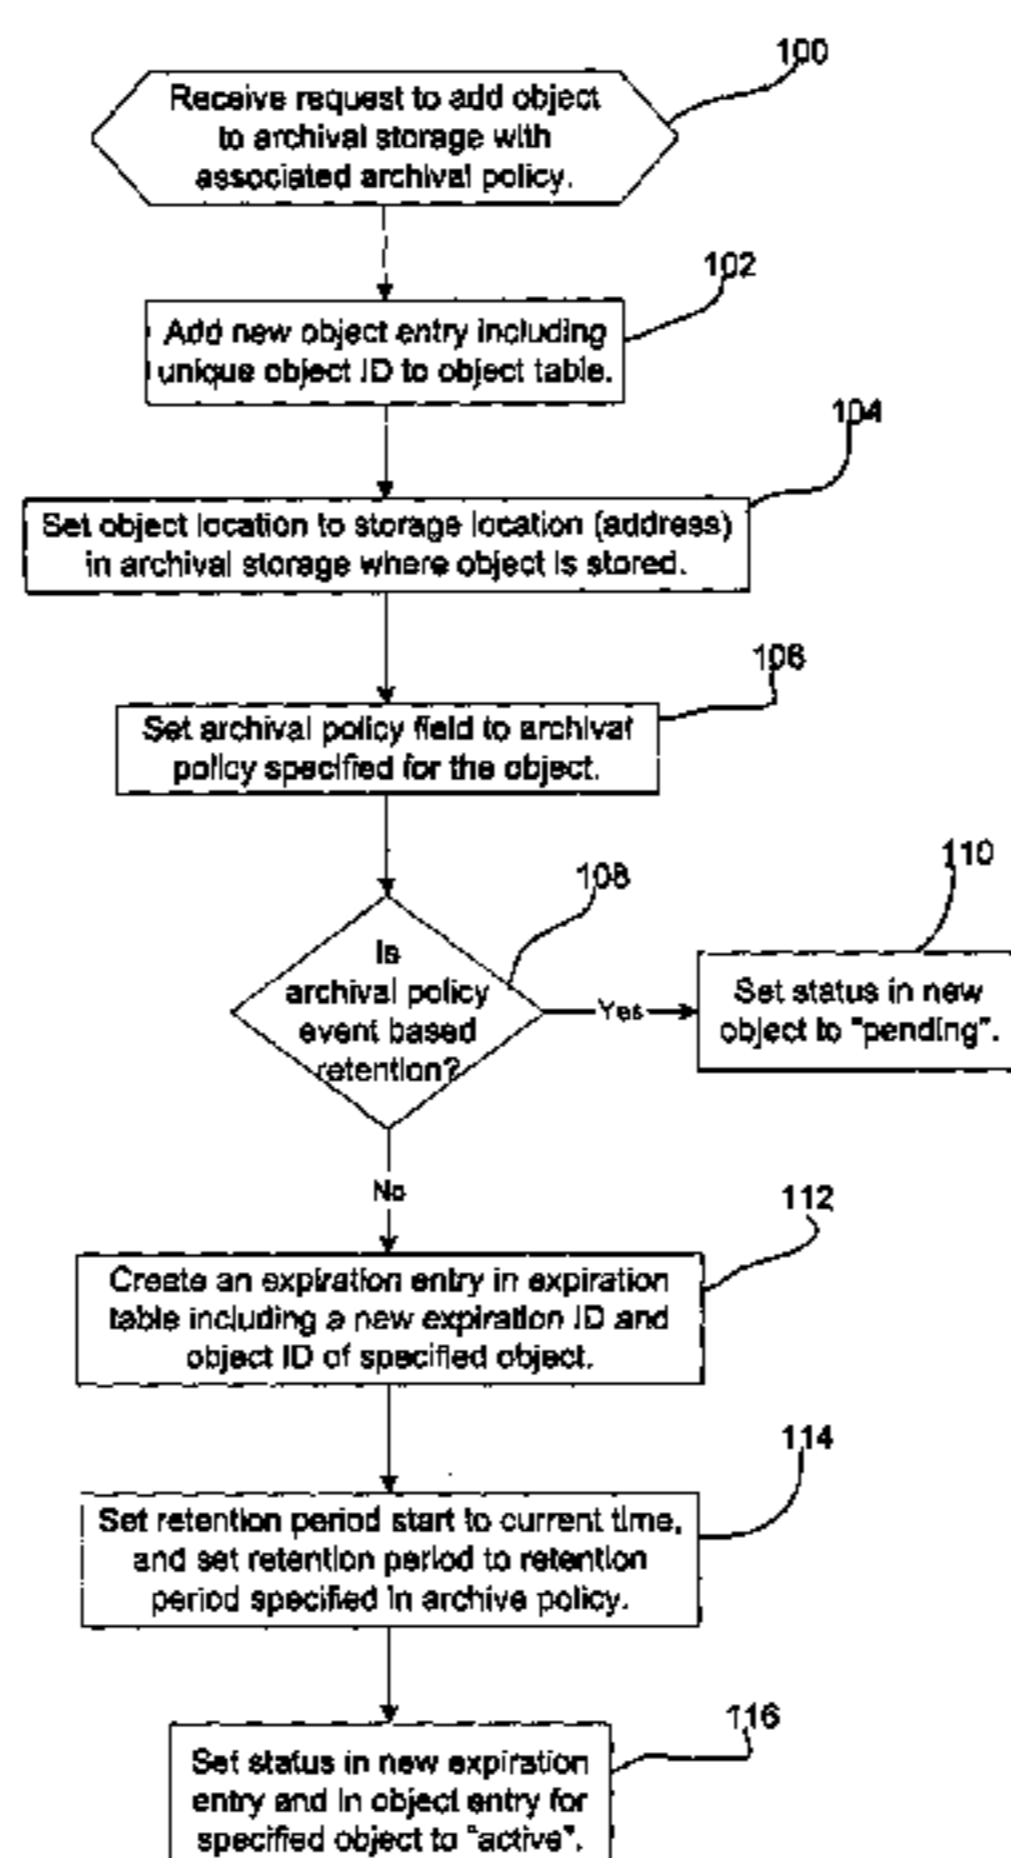 100
Receive request to add object
to archival storage with
associated archival policy.
102
Add new object entry including
unique object ID to object table.
104
Set object location to storage location (address)
in archival storage where object is stored.
106
Set archival policy field to archival
policy specified for the object.
108
Is
archival policy
event based
retention?
Yes
110
Set status in new
object to "pending".
No
112
Create an expiration entry in expiration
table including a new expiration ID and
object ID of specified object.
114
Set retention period start to current time,
and set retention period to retention
period specified in archive policy.
116
Set status in new expiration
entry and in object entry for
specified object to "active".